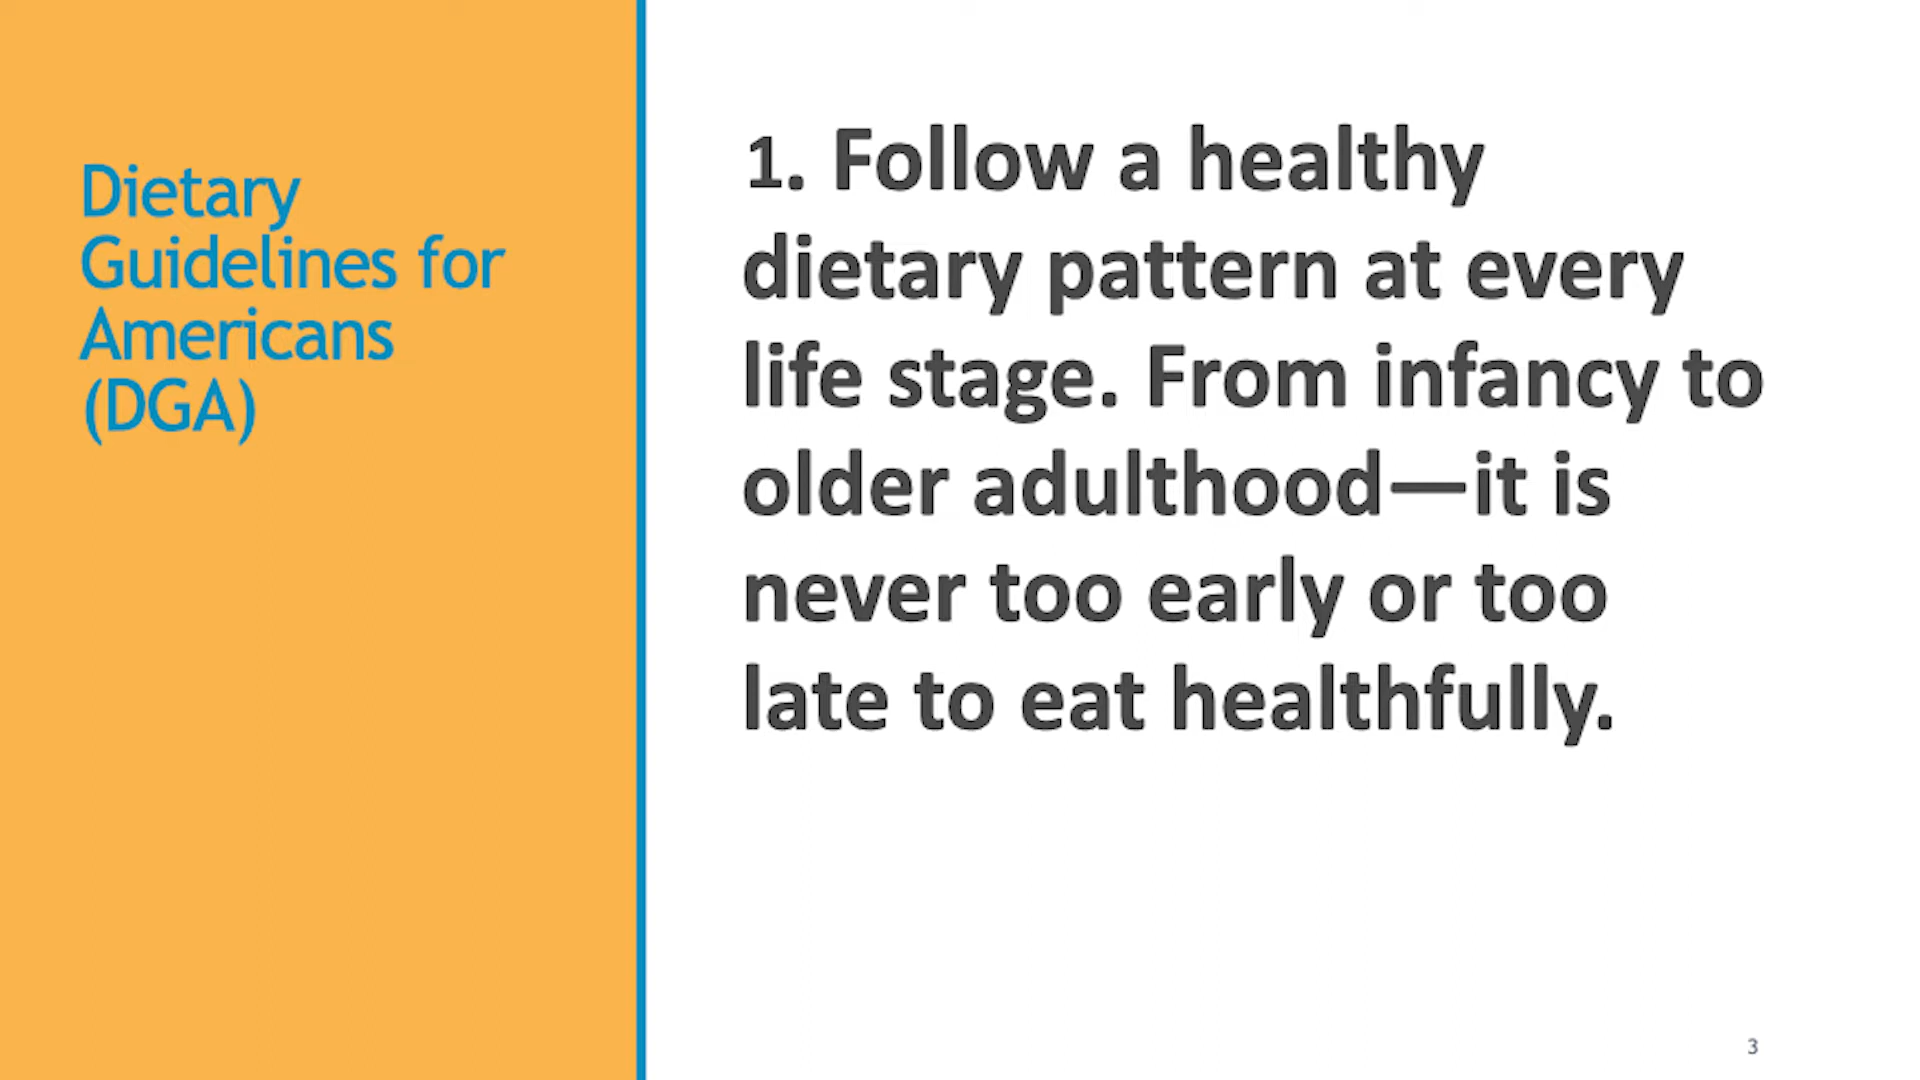 Dietary
Guidelines for
Americans
(DGA)
1. Follow a healthy
dietary pattern at every
life stage. From infancy to
older adulthood—it is
never too early or too
late to eat healthfully.
3